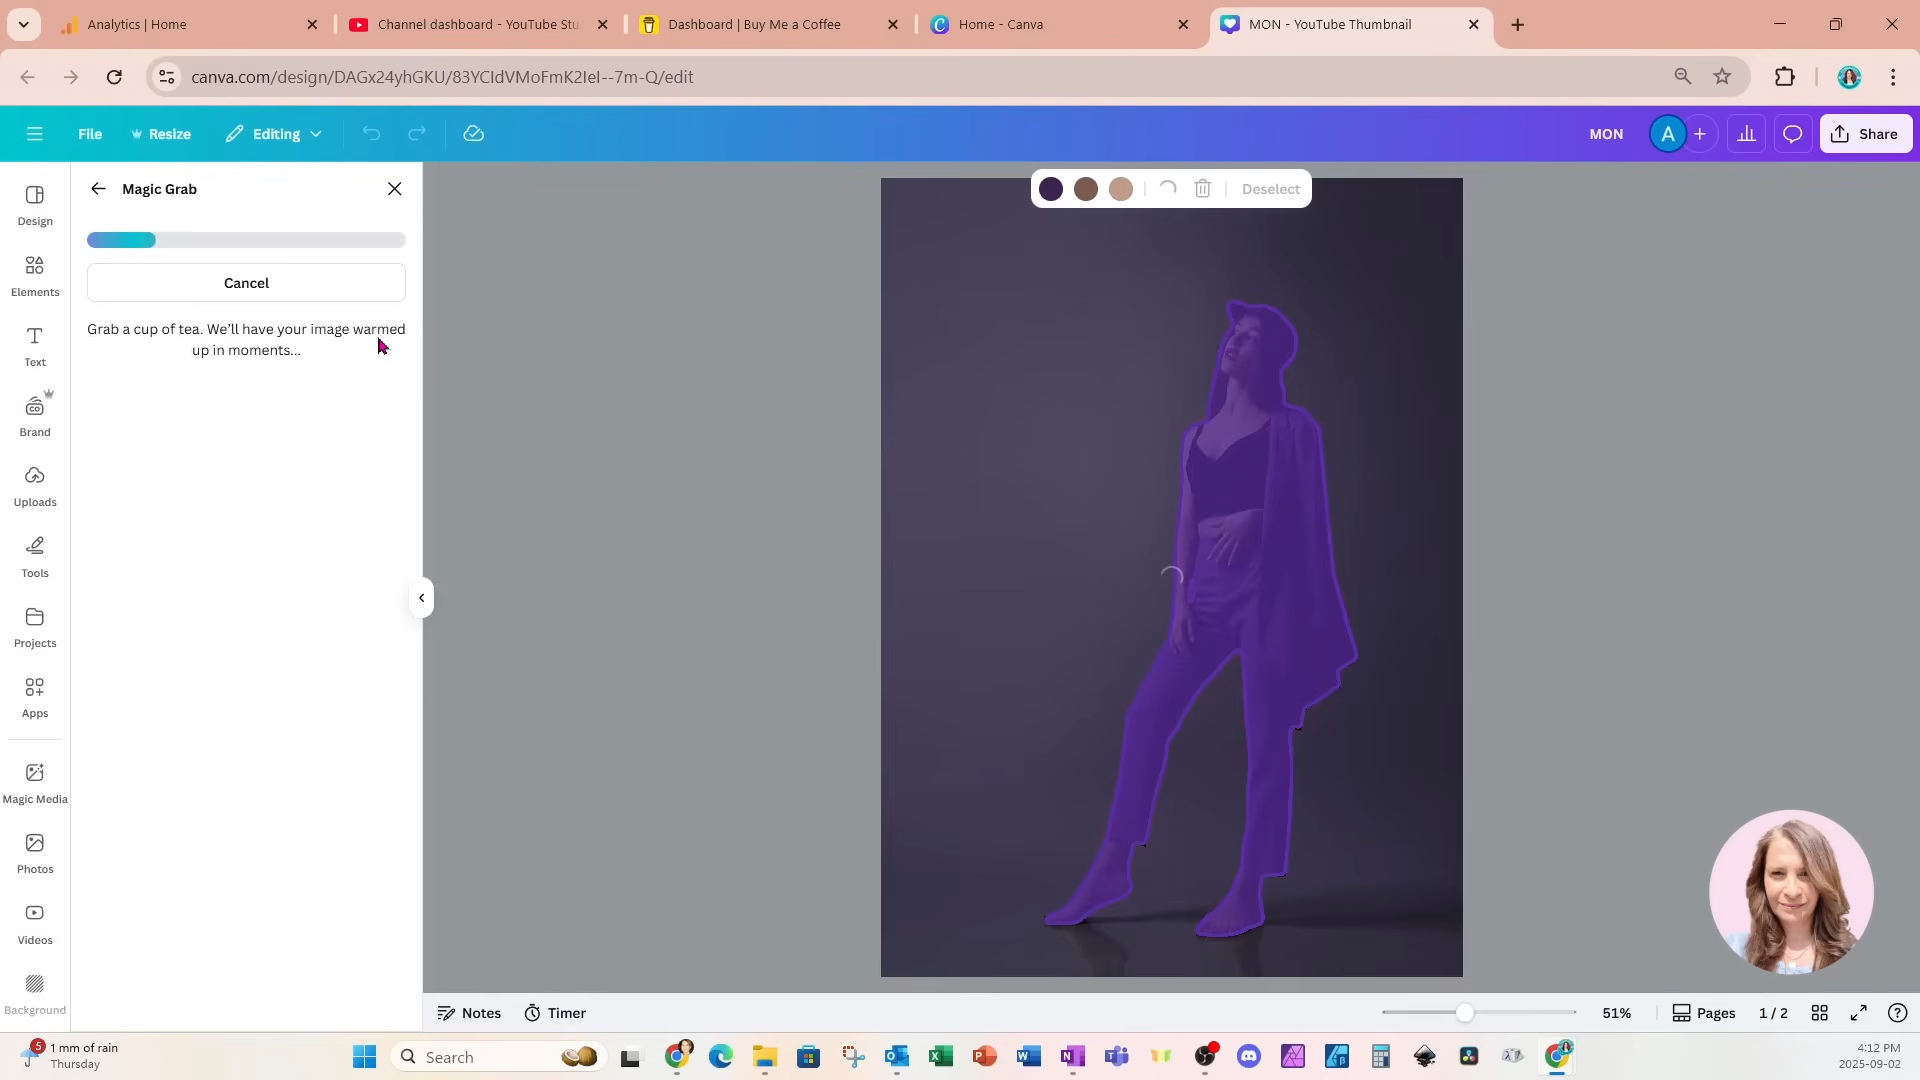 Analytics | Home
Channel dashboard - YouTube Stu
Dashboard | Buy Me a Coffee
Home - Canva
MON - YouTube Thumbnail
canva.com/design/DAGx24yhGKU/83YCIdVMoFmK2IeI--7m-Q/edit
File
Resize
Editing
MON
A
Share
Magic Grab
Deselect
Cancel
Grab a cup of tea. We'll have your image warmed
up in moments...
Design
Elements
Text
Brand
Uploads
Tools
Projects
Apps
Magic Media
Photos
Videos
Background
Notes
Timer
51%
Pages
1 / 2
5
1 mm of rain
Thursday
Search
4:12 PM
2025-09-02